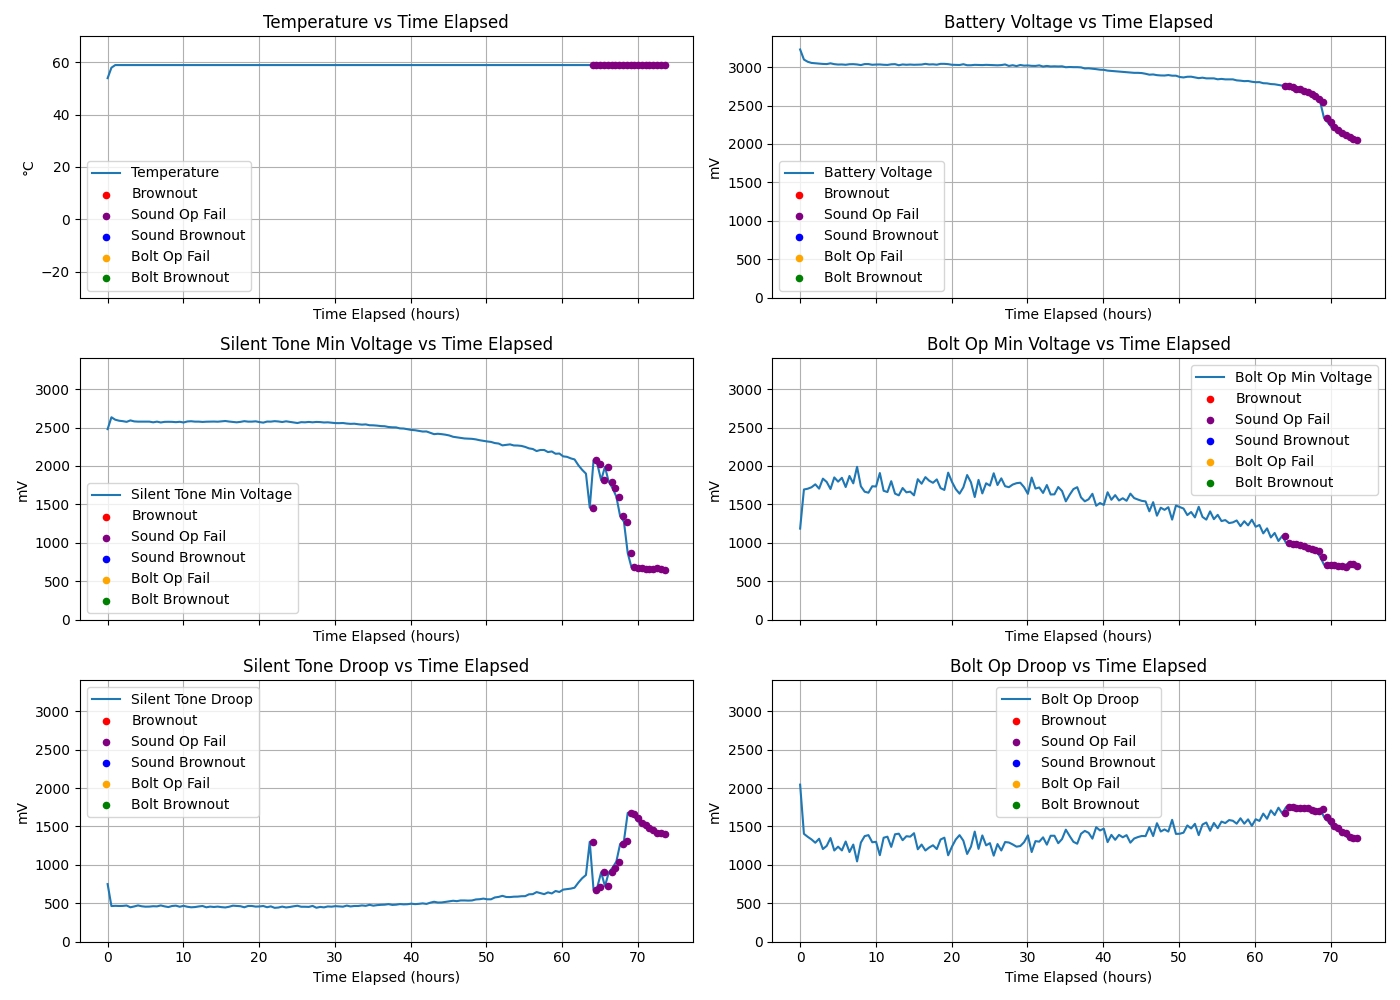 Temperature vs Time Elapsed
°C
60
40
20
0
−20
Temperature
Brownout
Sound Op Fail
Sound Brownout
Bolt Op Fail
Bolt Brownout
Time Elapsed (hours)
Battery Voltage vs Time Elapsed
mV
3000
2500
2000
1500
1000
500
0
Battery Voltage
Brownout
Sound Op Fail
Sound Brownout
Bolt Op Fail
Bolt Brownout
Time Elapsed (hours)
Silent Tone Min Voltage vs Time Elapsed
mV
3000
2500
2000
1500
1000
500
0
Silent Tone Min Voltage
Brownout
Sound Op Fail
Sound Brownout
Bolt Op Fail
Bolt Brownout
Time Elapsed (hours)
Bolt Op Min Voltage vs Time Elapsed
mV
3000
2500
2000
1500
1000
500
0
Bolt Op Min Voltage
Brownout
Sound Op Fail
Sound Brownout
Bolt Op Fail
Bolt Brownout
Time Elapsed (hours)
Silent Tone Droop vs Time Elapsed
mV
3000
2500
2000
1500
1000
500
0
Silent Tone Droop
Brownout
Sound Op Fail
Sound Brownout
Bolt Op Fail
Bolt Brownout
0 10 20 30 40 50 60 70
Time Elapsed (hours)
Bolt Op Droop vs Time Elapsed
mV
3000
2500
2000
1500
1000
500
0
Bolt Op Droop
Brownout
Sound Op Fail
Sound Brownout
Bolt Op Fail
Bolt Brownout
0 10 20 30 40 50 60 70
Time Elapsed (hours)